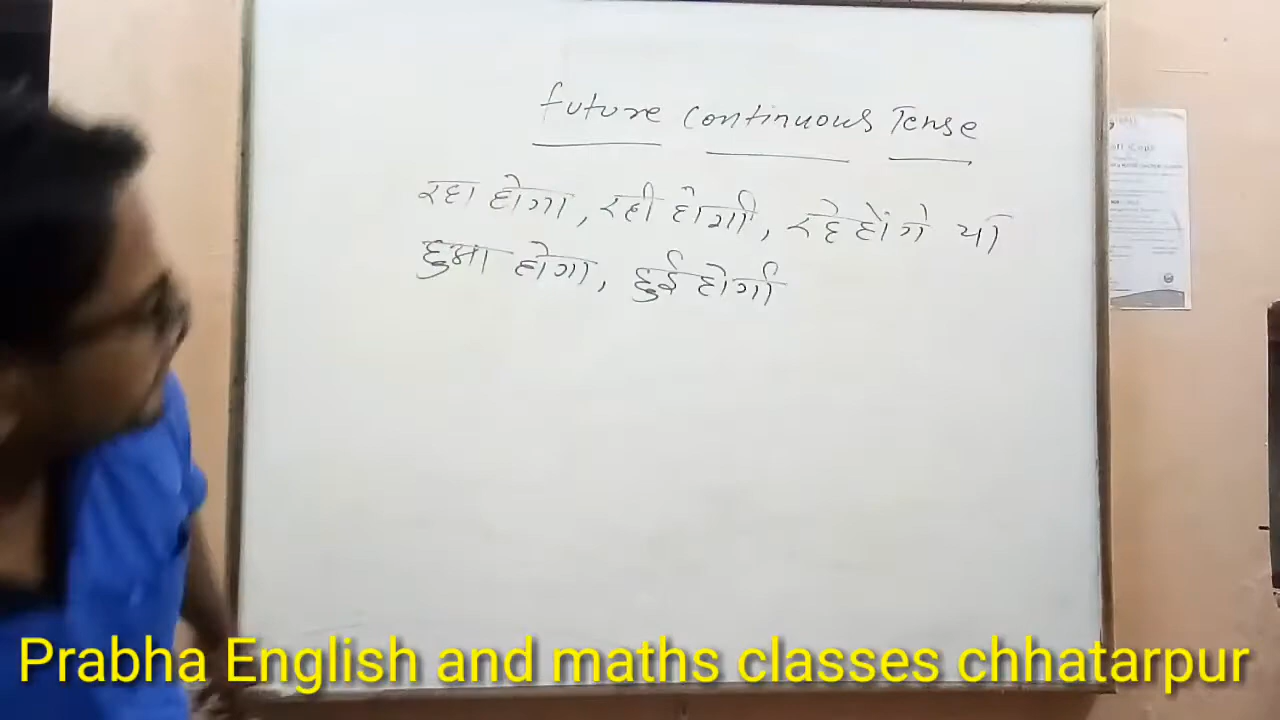 future continuous Tense
रहा होगा, रही होगी, रहे होंगे या
हुआ होगा, हुई होगी
Prabha English and maths classes chhatarpur